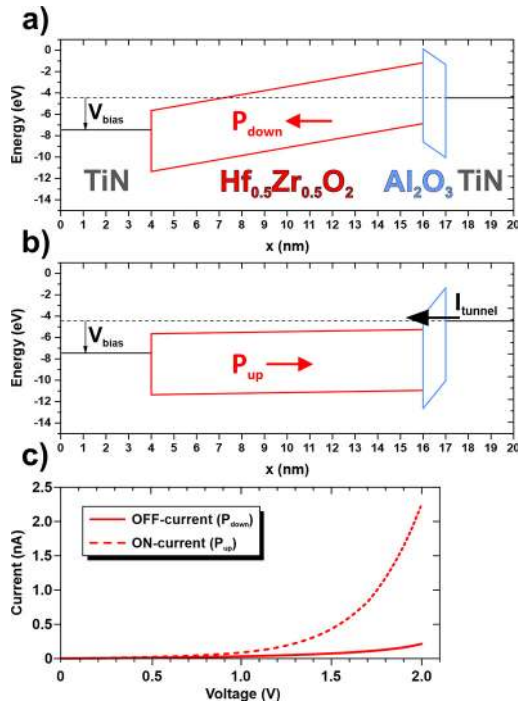 a)
Energy (eV)
0
-2
-4
-6
-8
-10
-12
-14
V_bias
P_down
TiN
Hf0.5Zr0.5O2
Al2O3
TiN
0 1 2 3 4 5 6 7 8 9 10 11 12 13 14 15 16 17 18 19 20
x (nm)
b)
Energy (eV)
0
-2
-4
-6
-8
-10
-12
-14
V_bias
P_up
I_tunnel
0 1 2 3 4 5 6 7 8 9 10 11 12 13 14 15 16 17 18 19 20
x (nm)
c)
Current (nA)
2.5
2.0
1.5
1.0
0.5
0
OFF-current (P_down)
ON-current (P_up)
0 0.5 1.0 1.5 2.0
Voltage (V)